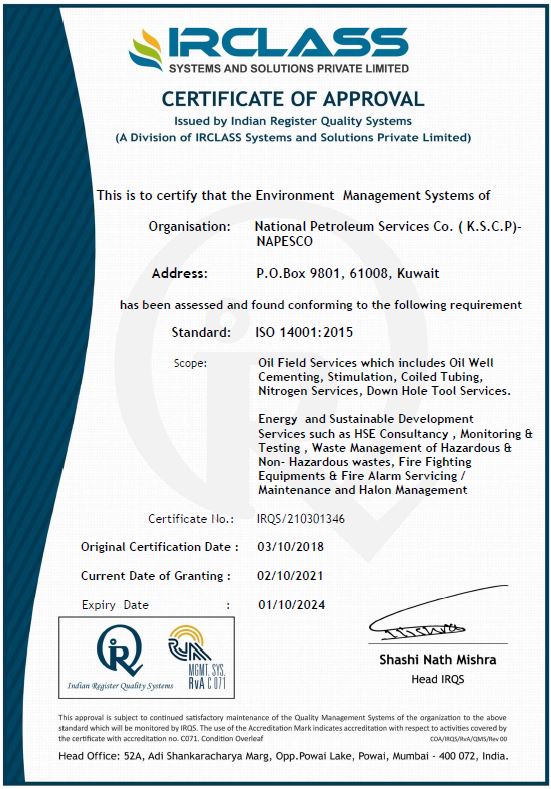 IRCLASS
SYSTEMS AND SOLUTIONS PRIVATE LIMITED
CERTIFICATE OF APPROVAL
Issued by Indian Register Quality Systems
(A Division of IRCLASS Systems and Solutions Private Limited)
This is to certify that the Environment Management Systems of
Organisation: National Petroleum Services Co. ( K.S.C.P)-
NAPESCO
Address: P.O.Box 9801, 61008, Kuwait
has been assessed and found conforming to the following requirement
Standard: ISO 14001:2015
Scope: Oil Field Services which includes Oil Well
Cementing, Stimulation, Coiled Tubing,
Nitrogen Services, Down Hole Tool Services.
Energy and Sustainable Development
Services such as HSE Consultancy , Monitoring &
Testing , Waste Management of Hazardous &
Non- Hazardous wastes, Fire Fighting
Equipments & Fire Alarm Servicing /
Maintenance and Halon Management
Certificate No.: IRQS/210301346
Original Certification Date : 03/10/2018
Current Date of Granting : 02/10/2021
Expiry Date : 01/10/2024
IRQ
Indian Register Quality Systems
RvA
MGMT. SYS.
RvA C 071
Mishra
Shashi Nath Mishra
Head IRQS
This approval is subject to continued satisfactory maintenance of the Quality Management Systems of the organization to the above
standard which will be monitored by IRQS. The use of the Accreditation Mark indicates accreditation with respect to activities covered by
the certificate with accreditation no. C071. Condition Overleaf
COA/IRQS/RvA/QMS/Rev 00
Head Office: 52A, Adi Shankaracharya Marg, Opp.Powai Lake, Powai, Mumbai - 400 072, India.